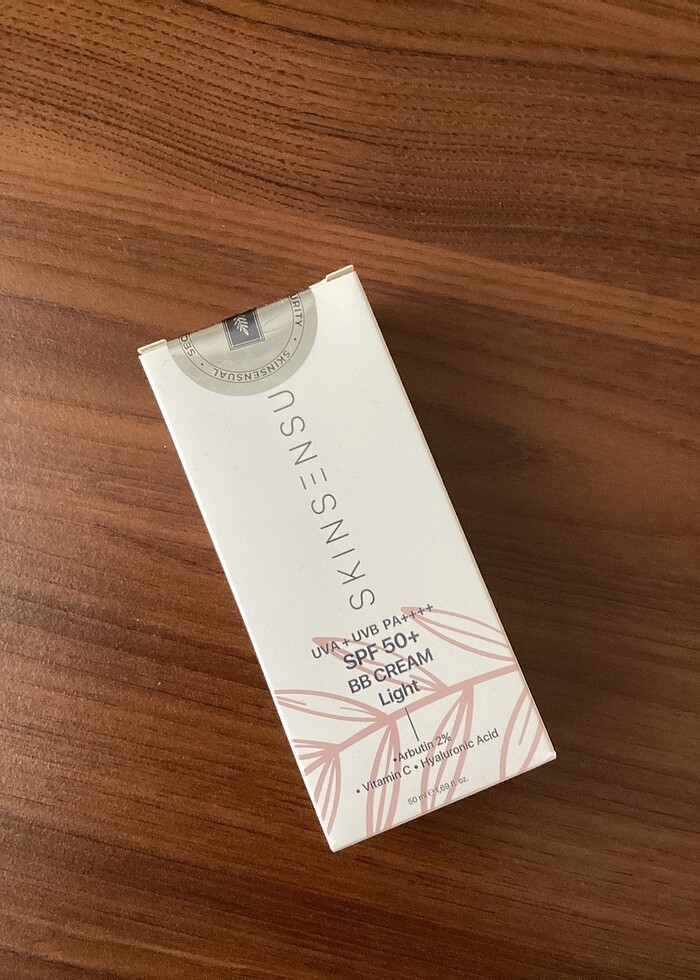 SECURITY • SKINSENSUAL •
SKINSENSU
UVA + UVB PA++++
SPF 50+
BB CREAM
Light
•Arbutin 2%
• Vitamin C • Hyaluronic Acid
50 ml ℮ 1,69 fl. oz.